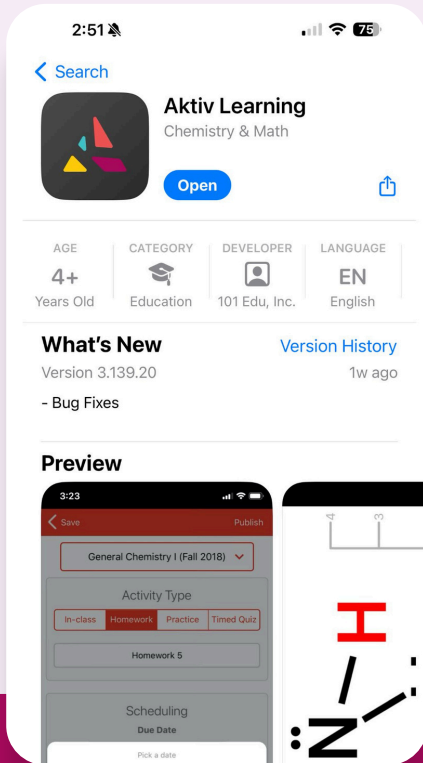 2:51
75
Search
Aktiv Learning
Chemistry & Math
Open
AGE
4+
Years Old
CATEGORY
Education
DEVELOPER
101 Edu, Inc.
LANGUAGE
EN
English
What's New
Version History
Version 3.139.20
1w ago
- Bug Fixes
Preview
3:23
Save
Publish
General Chemistry I (Fall 2018)
Activity Type
In-class Homework Practice Timed Quiz
Homework 5
Scheduling
Due Date
Pick a date
4
3
H
N